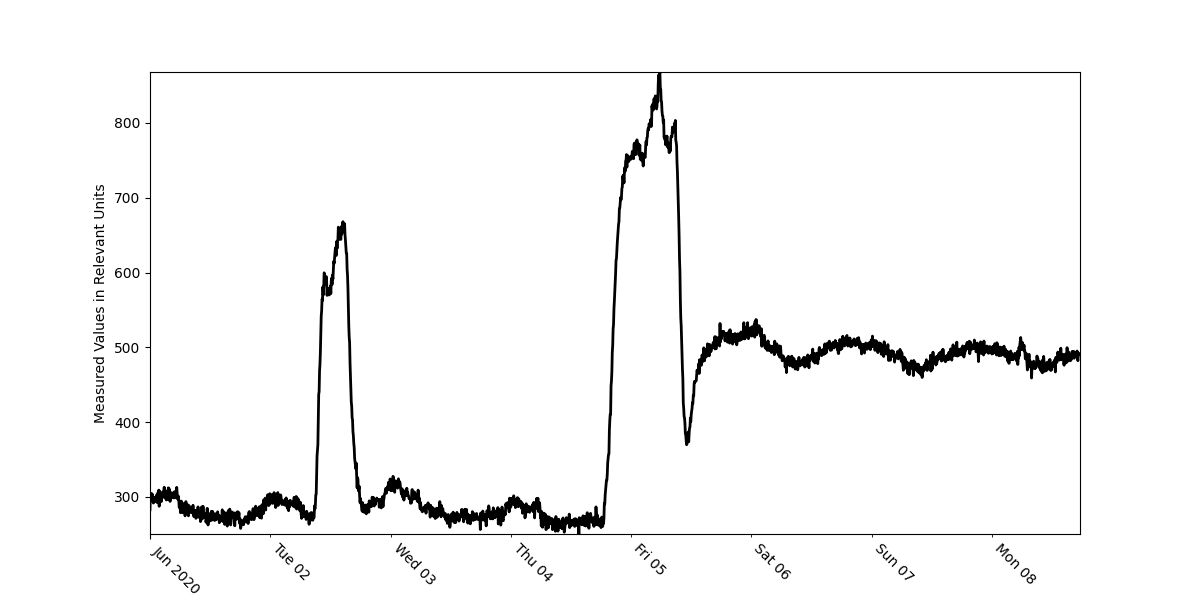 800
700
600
500
400
300
Measured Values in Relevant Units
Jun 2020
Tue 02
Wed 03
Thu 04
Fri 05
Sat 06
Sun 07
Mon 08